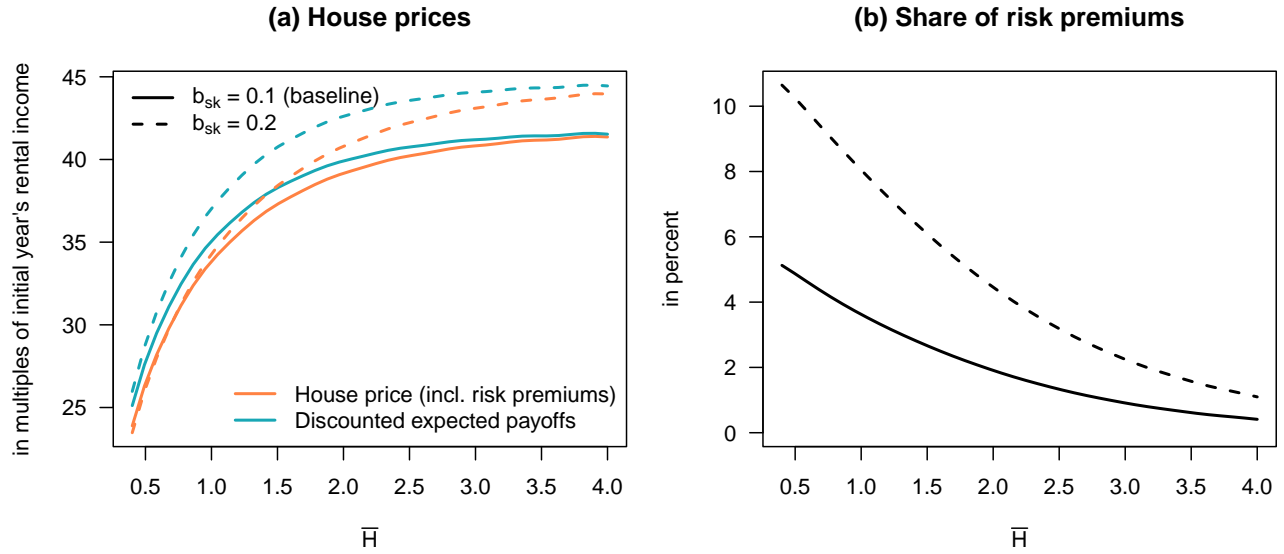 (a) House prices
in multiples of initial year's rental income
45
40
35
30
25
b_sk = 0.1 (baseline)
b_sk = 0.2
House price (incl. risk premiums)
Discounted expected payoffs
0.5 1.0 1.5 2.0 2.5 3.0 3.5 4.0
H̅
(b) Share of risk premiums
in percent
10
8
6
4
2
0
0.5 1.0 1.5 2.0 2.5 3.0 3.5 4.0
H̅